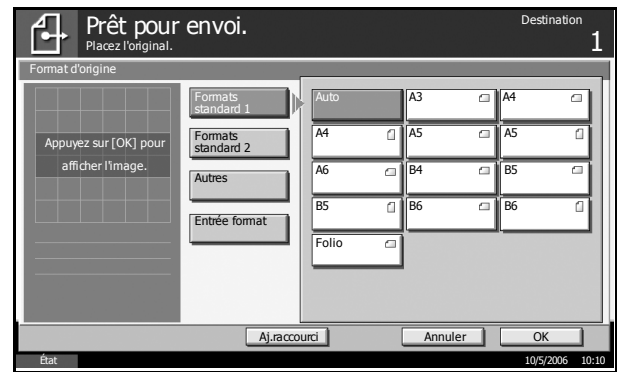 Prêt pour envoi.
Placez l'original.
Destination
1
Format d'origine
Appuyez sur [OK] pour
afficher l'image.
Formats
standard 1
Formats
standard 2
Autres
Entrée format
Auto
A3
A4
A4
A5
A5
A6
B4
B5
B5
B6
B6
Folio
Aj.raccourci
Annuler
OK
État
10/5/2006 10:10